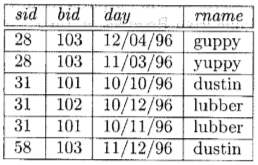 sid bid day rname
28 103 12/04/96 guppy
28 103 11/03/96 yuppy
31 101 10/10/96 dustin
31 102 10/12/96 lubber
31 101 10/11/96 lubber
58 103 11/12/96 dustin